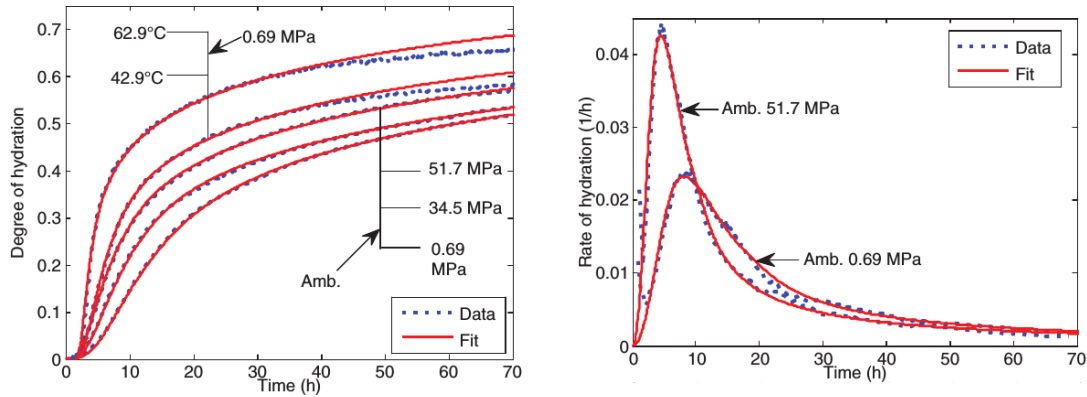 Degree of hydration
0.7
0.6
0.5
0.4
0.3
0.2
0.1
0
0
10
20
30
40
50
60
70
Time (h)
62.9°C
0.69 MPa
42.9°C
51.7 MPa
34.5 MPa
0.69
MPa
Amb.
Data
Fit
Rate of hydration (1/h)
0.04
0.03
0.02
0.01
0
0
10
20
30
40
50
60
70
Time (h)
Amb. 51.7 MPa
Amb. 0.69 MPa
Data
Fit